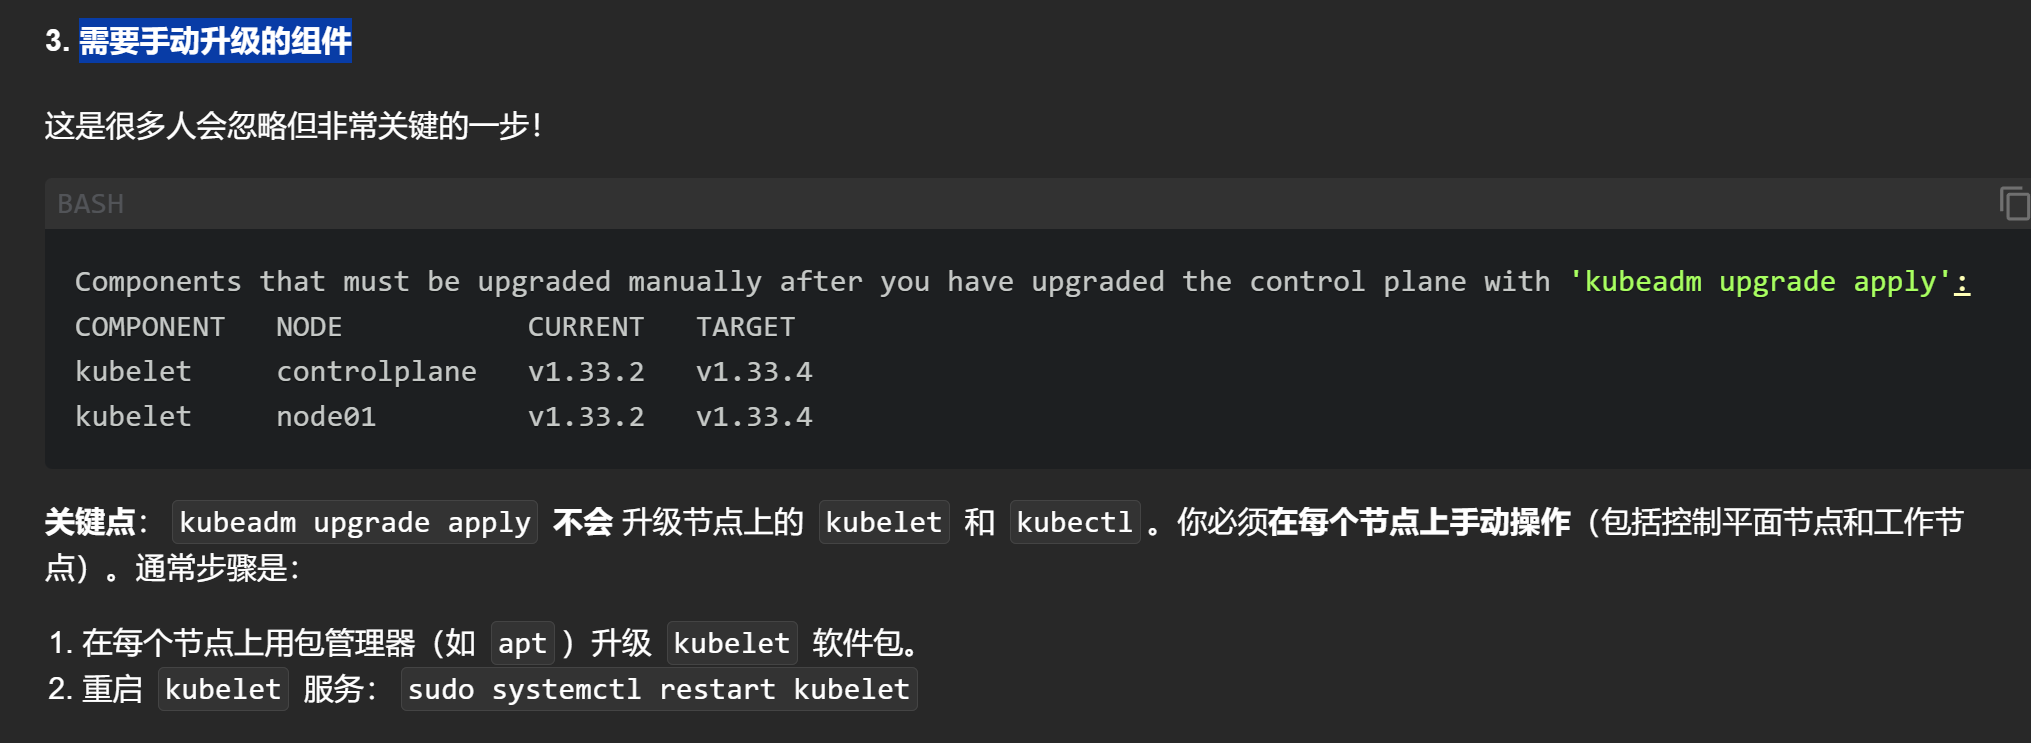 3. 需要手动升级的组件
这是很多人会忽略但非常关键的一步！
BASH
Components that must be upgraded manually after you have upgraded the control plane with 'kubeadm upgrade apply':
COMPONENT   NODE           CURRENT   TARGET
kubelet     controlplane   v1.33.2   v1.33.4
kubelet     node01         v1.33.2   v1.33.4
关键点： kubeadm upgrade apply 不会 升级节点上的 kubelet 和 kubectl 。你必须在每个节点上手动操作（包括控制平面节点和工作节
点）。通常步骤是：
1. 在每个节点上用包管理器（如 apt ）升级 kubelet 软件包。
2. 重启 kubelet 服务： sudo systemctl restart kubelet